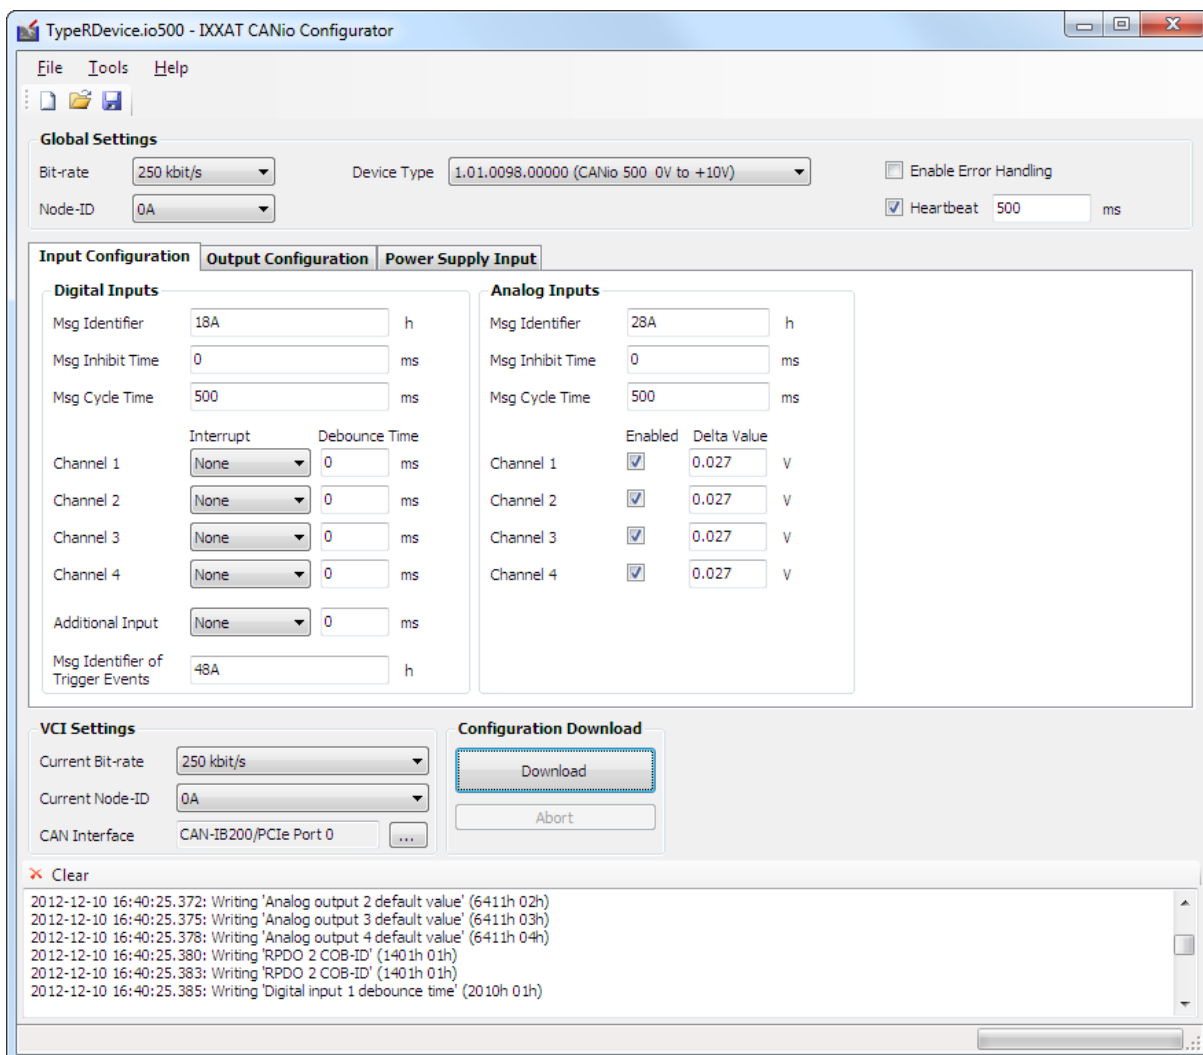 TypeRDevice.io500 - IXXAT CANio Configurator
File Tools Help
Global Settings
Bit-rate 250 kbit/s Device Type 1.01.0098.00000 (CANio 500 0V to +10V) Enable Error Handling
Node-ID 0A Heartbeat 500 ms
Input Configuration Output Configuration Power Supply Input
Digital Inputs Analog Inputs
Msg Identifier 18A h Msg Identifier 28A h
Msg Inhibit Time 0 ms Msg Inhibit Time 0 ms
Msg Cycle Time 500 ms Msg Cycle Time 500 ms
Interrupt Debounce Time Enabled Delta Value
Channel 1 None 0 ms Channel 1 0.027 V
Channel 2 None 0 ms Channel 2 0.027 V
Channel 3 None 0 ms Channel 3 0.027 V
Channel 4 None 0 ms Channel 4 0.027 V
Additional Input None 0 ms
Msg Identifier of
Trigger Events 48A h
VCI Settings Configuration Download
Current Bit-rate 250 kbit/s Download
Current Node-ID 0A Abort
CAN Interface CAN-IB200/PCIe Port 0 ...
Clear
2012-12-10 16:40:25.372: Writing 'Analog output 2 default value' (6411h 02h)
2012-12-10 16:40:25.375: Writing 'Analog output 3 default value' (6411h 03h)
2012-12-10 16:40:25.378: Writing 'Analog output 4 default value' (6411h 04h)
2012-12-10 16:40:25.380: Writing 'RPDO 2 COB-ID' (1401h 01h)
2012-12-10 16:40:25.383: Writing 'RPDO 2 COB-ID' (1401h 01h)
2012-12-10 16:40:25.385: Writing 'Digital input 1 debounce time' (2010h 01h)